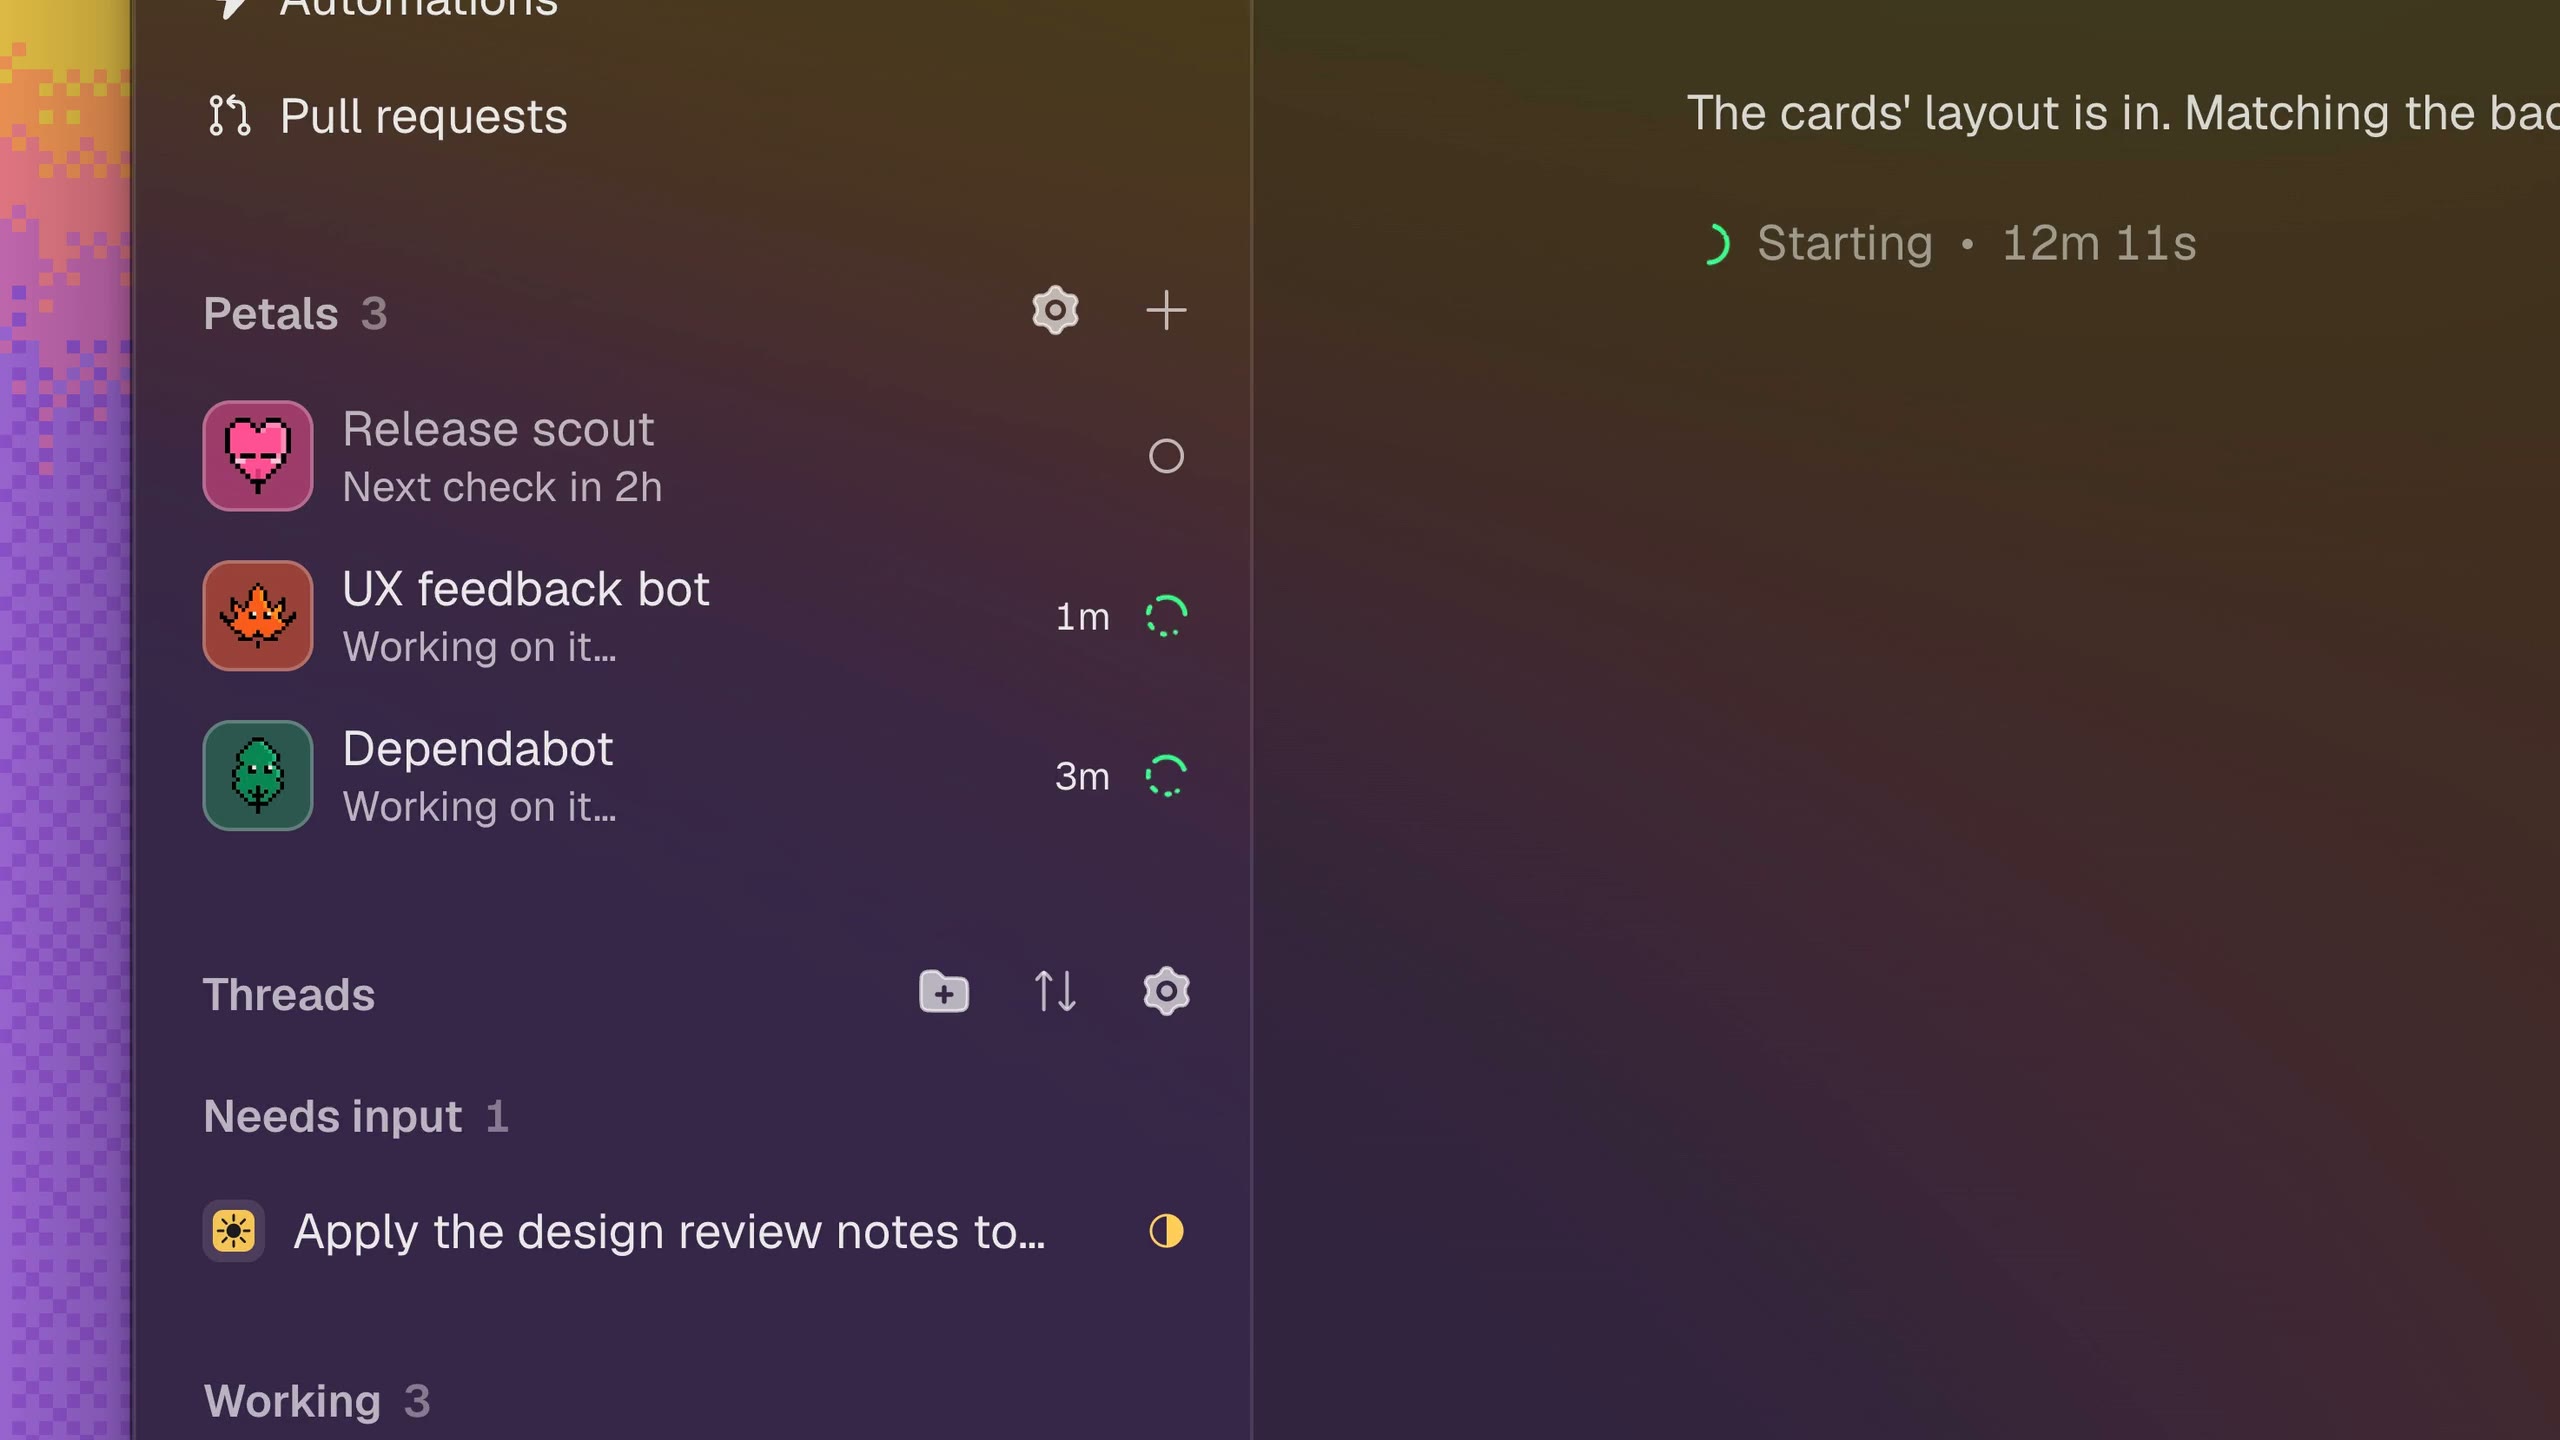 Automations
Pull requests
Petals 3
Release scout
Next check in 2h
UX feedback bot
Working on it...
1m
Dependabot
Working on it...
3m
Threads
Needs input 1
Apply the design review notes to...
Working 3
The cards' layout is in. Matching the
Starting • 12m 11s